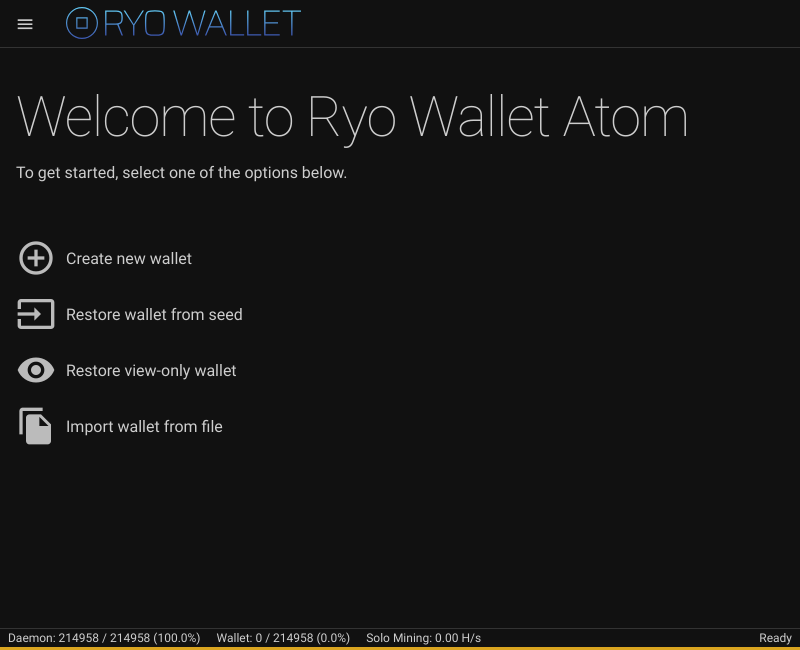 RYO WALLET
Welcome to Ryo Wallet Atom
To get started, select one of the options below.
Create new wallet
Restore wallet from seed
Restore view-only wallet
Import wallet from file
Daemon: 214958 / 214958 (100.0%) Wallet: 0 / 214958 (0.0%) Solo Mining: 0.00 H/s Ready